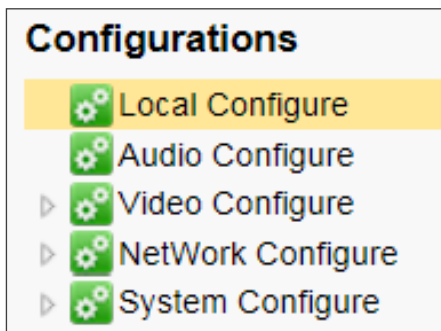 Configurations
Local Configure
Audio Configure
Video Configure
NetWork Configure
System Configure